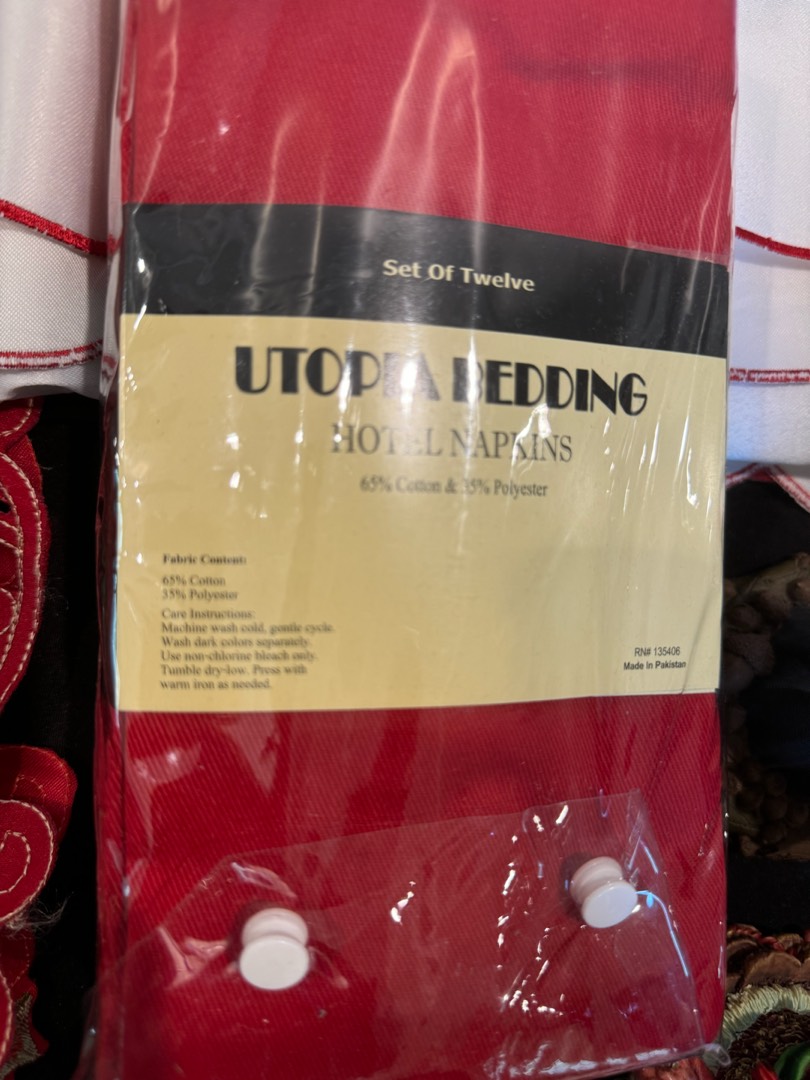 Set Of Twelve
UTOPIA BEDDING
HOTEL NAPKINS
65% Cotton & 35% Polyester
Fabric Content:
65% Cotton
35% Polyester
Care Instructions:
Machine wash cold, gentle cycle.
Wash dark colors separately.
Use non-chlorine bleach only.
Tumble dry-low. Press with
warm iron as needed.
RN# 135406
Made In Pakistan